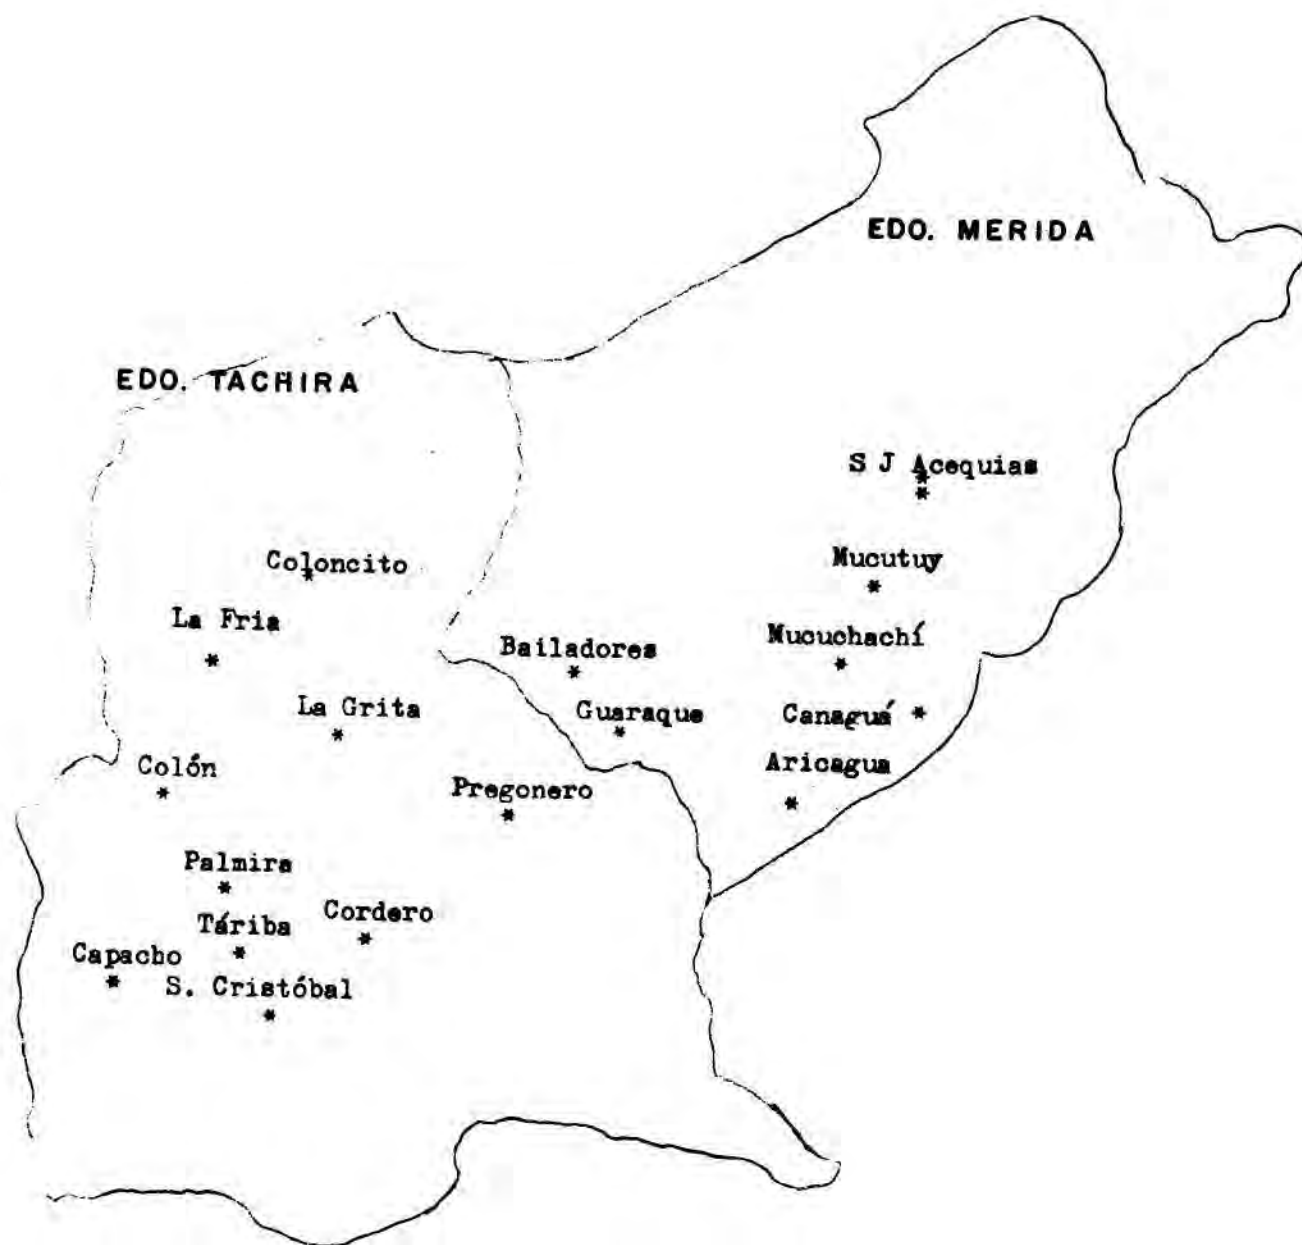 EDO. MERIDA
EDO. TACHIRA
S J Acequias
Coloncito
Mucutuy
La Fria
Mucuchachí
Bailadores
La Grita
Guaraque
Canaguá
Colón
Aricagua
Pregonero
Palmira
Táriba
Cordero
Capacho
S. Cristóbal